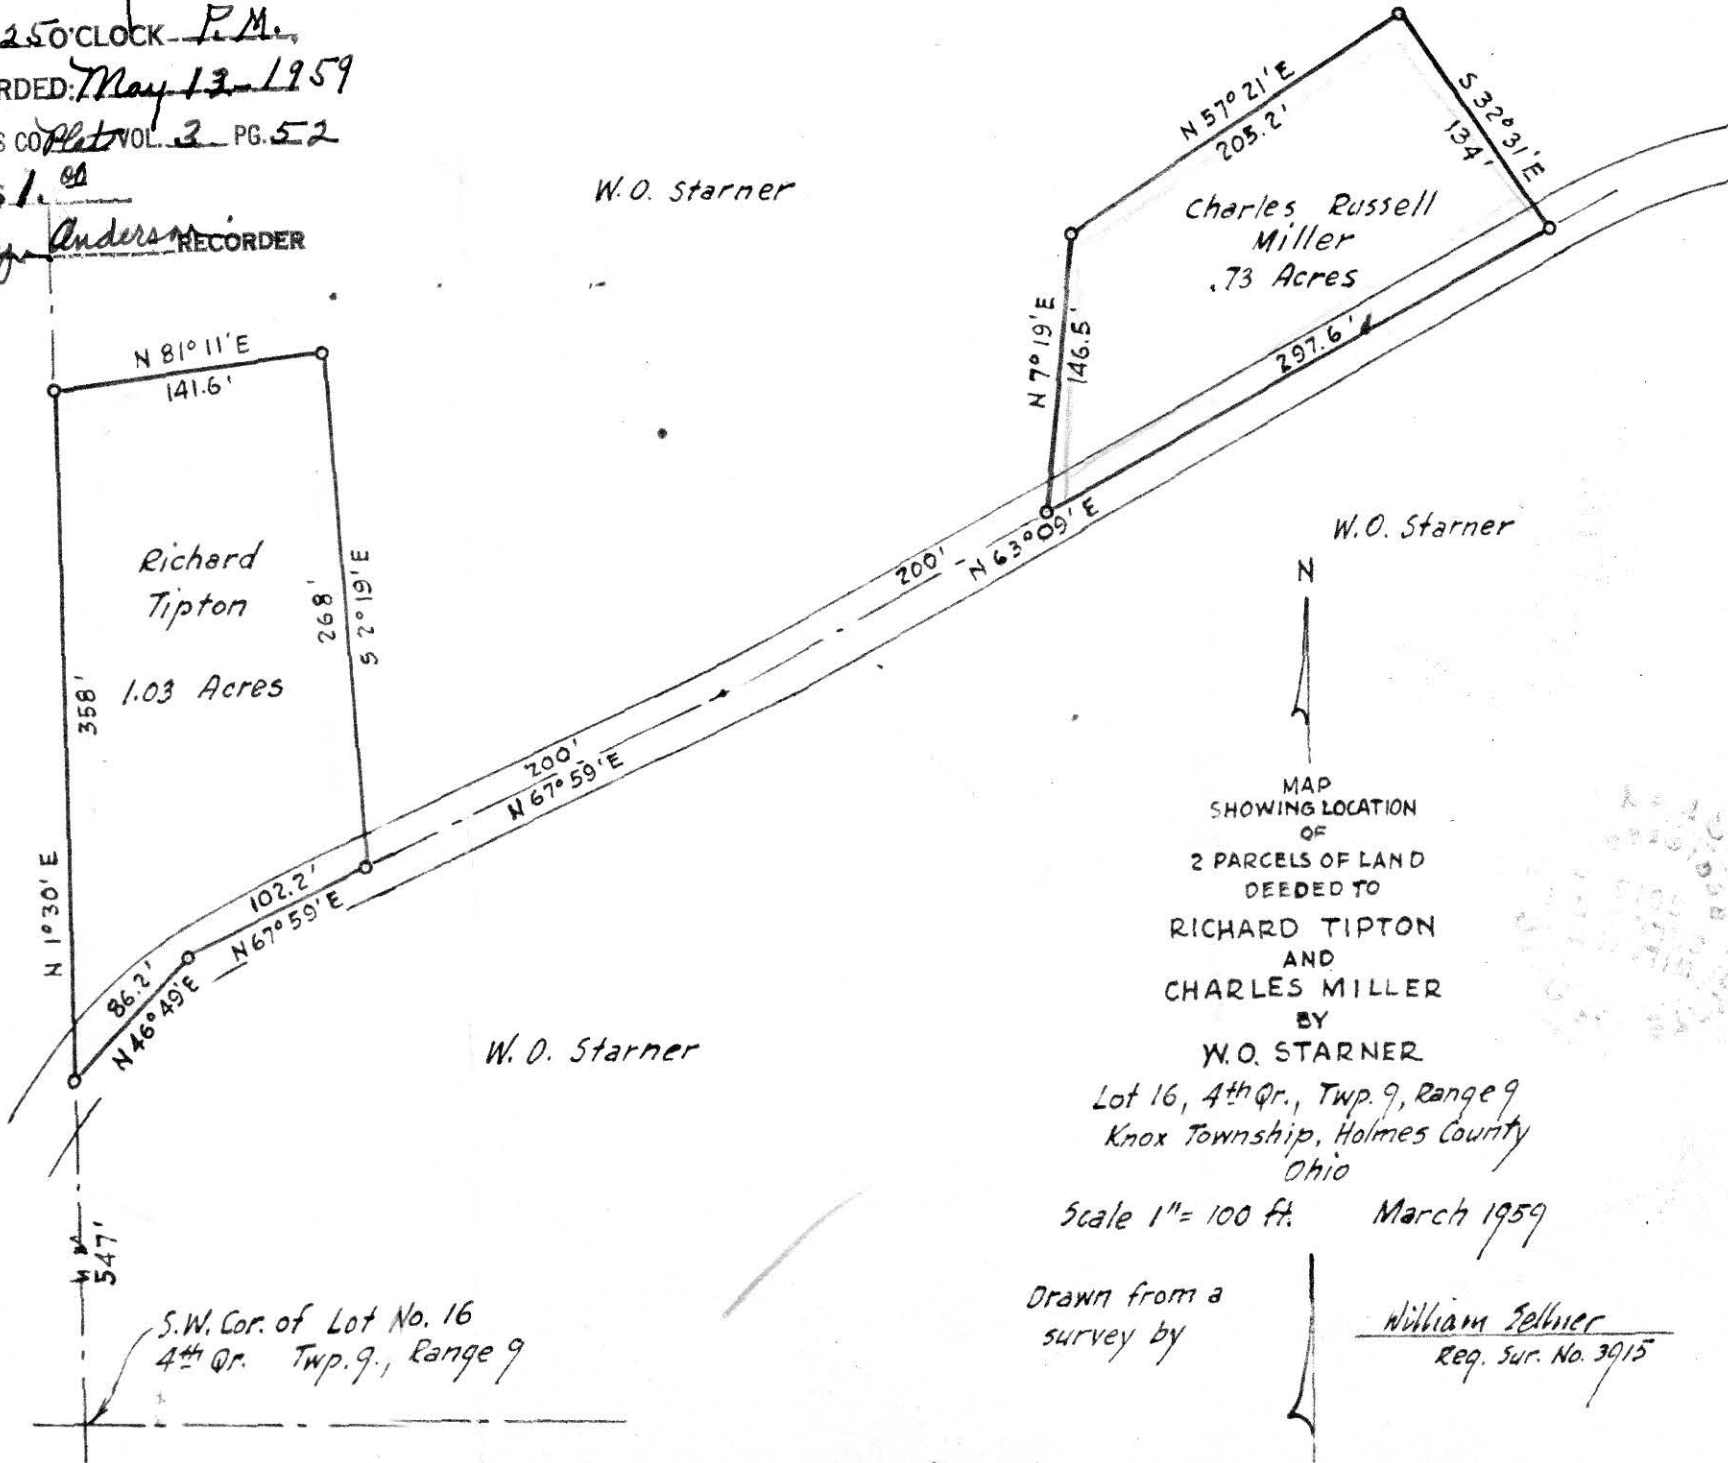 25 O'CLOCK P.M.
RDED: May 13-1959
S CO Plat VOL. 3 PG. 52
$ 1.00
Anderson RECORDER
W.O. Starner
N 57° 21' E
205.2'
S 32° 31' E
134'
Charles Russell
Miller
.73 Acres
N 7° 19' E
146.5'
297.6'
N 63° 09' E
200'
N 81° 11' E
141.6'
Richard
Tipton
1.03 Acres
268'
S 2° 19' E
358'
N 1° 30' E
200'
N 67° 59' E
102.2'
N 67° 59' E
86.2'
N 46° 49' E
547'
W.O. Starner
W.O. Starner
N
MAP
SHOWING LOCATION
OF
2 PARCELS OF LAND
DEEDED TO
RICHARD TIPTON
AND
CHARLES MILLER
BY
W.O. STARNER
Lot 16, 4th Qr., Twp. 9, Range 9
Knox Township, Holmes County
Ohio
Scale 1" = 100 ft. March 1959
Drawn from a
survey by
William Sellner
Reg. Sur. No. 3915
S.W. Cor. of Lot No. 16
4th Qr. Twp. 9., Range 9